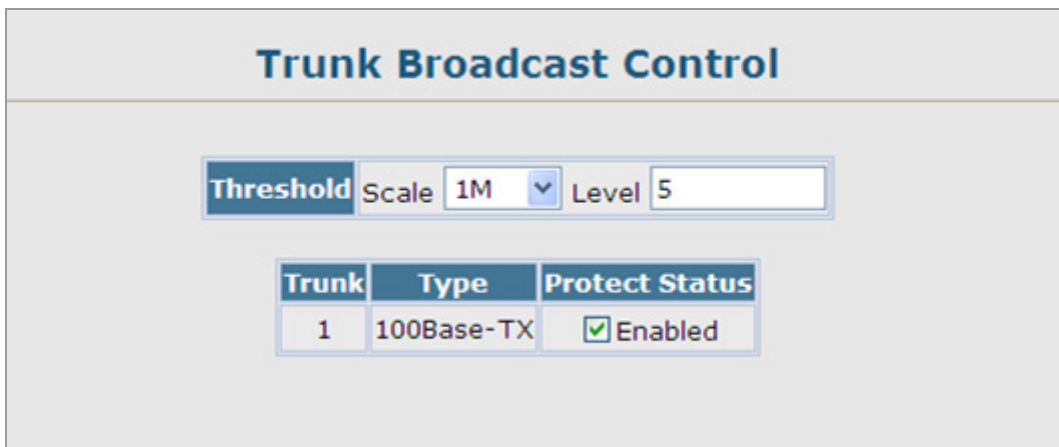 Trunk Broadcast Control
Threshold Scale 1M Level 5
Trunk Type Protect Status
1 100Base-TX Enabled